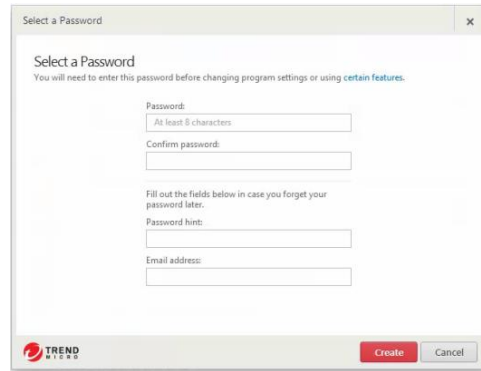 Select a Password
x
Select a Password
You will need to enter this password before changing program settings or using certain features.
Password:
At least 8 characters
Confirm password:
Fill out the fields below in case you forget your
password later.
Password hint:
Email address:
TREND
MICRO
Create
Cancel